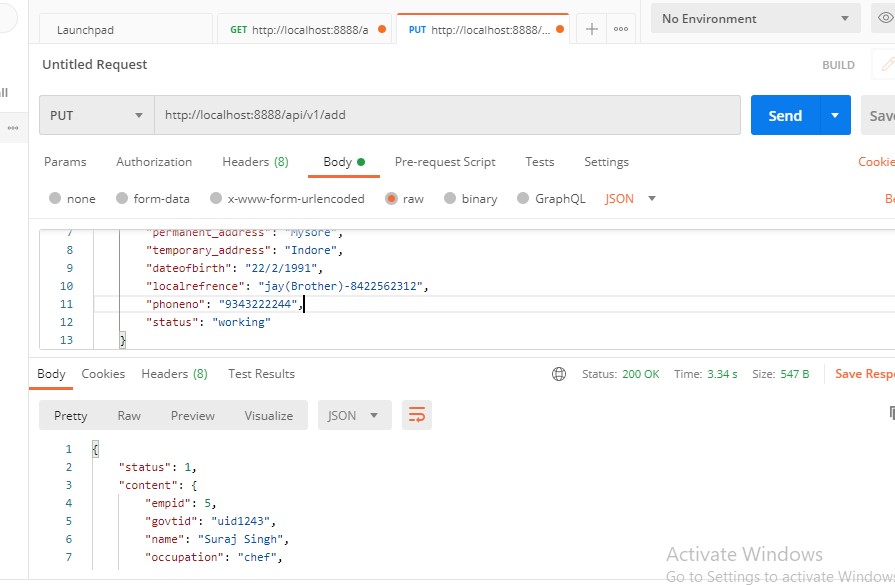 Launchpad
GET http://localhost:8888/a
PUT http://localhost:8888/...
No Environment
Untitled Request
BUILD
ll
PUT
http://localhost:8888/api/v1/add
Send
Sav
Params Authorization Headers (8) Body Pre-request Script Tests Settings
Cookie
none form-data x-www-form-urlencoded raw binary GraphQL JSON
Be
7 "permanent_address": "Mysore",
8 "temporary_address": "Indore",
9 "dateofbirth": "22/2/1991",
10 "localrefrence": "jay(Brother)-8422562312",
11 "phoneno": "9343222244",
12 "status": "working"
13 }
Body Cookies Headers (8) Test Results
Status: 200 OK Time: 3.34 s Size: 547 B
Save Resp
Pretty Raw Preview Visualize JSON
1 {
2 "status": 1,
3 "content": {
4 "empid": 5,
5 "govtid": "uid1243",
6 "name": "Suraj Singh",
7 "occupation": "chef",
Activate Windows
Go to Settings to activate Windows